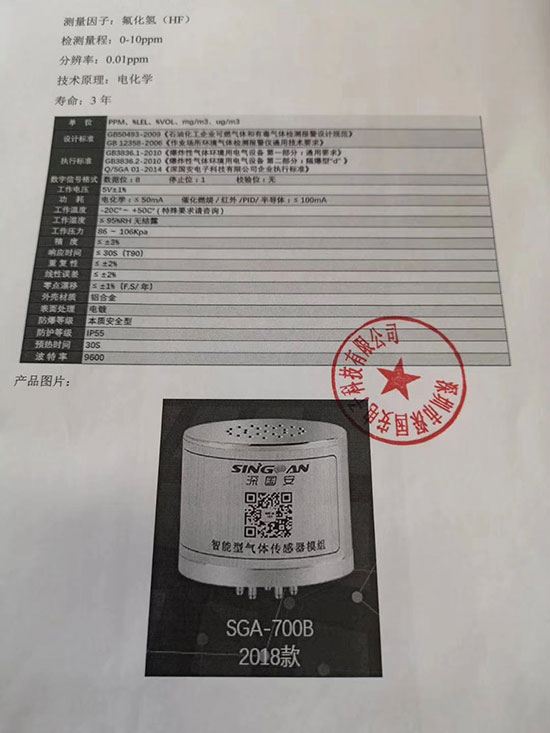 测量因子：氟化氢（HF）
检测量程：0-10ppm
分辨率：0.01ppm
技术原理：电化学
寿命：3 年
单 位 PPM、%LEL、%VOL、mg/m3、ug/m3
设计标准 GB50493-2009《石油化工企业可燃气体和有毒气体检测报警设计规范》
GB 12358-2006《作业场所环境气体检测报警仪通用技术要求》
执行标准 GB3836.1-2010《爆炸性气体环境用电气设备 第一部分：通用要求》
GB3836.2-2010《爆炸性气体环境用电气设备 第二部分：隔爆型“d”》
Q/SGA 01-2014《深国安电子科技有限公司企业执行标准》
数字信号格式 数据位：8 停止位：1 校验位：无
工作电压 5V±1%
功 耗 电化学：≤50mA 催化燃烧/红外/PID/半导体：≤100mA
工作温度 -20C°~ +50C°(特殊要求请咨询)
工作湿度 ≤95%RH 无结露
工作压力 86 ~ 106Kpa
精 度 ≤±3%
响应时间 ≤30S（T90）
重 复 性 ≤±2%
线性误差 ≤±2%
零点漂移 ≤±1%（F.S/年）
外壳材质 铝合金
表面处理 电镀
防爆等级 本质安全型
防护等级 IP55
预热时间 30S
波 特 率 9600
深圳市深国安电子科技有限公司
产品图片：
SINGOAN
深国安
智能型气体传感器模组
SGA-700B
2018款